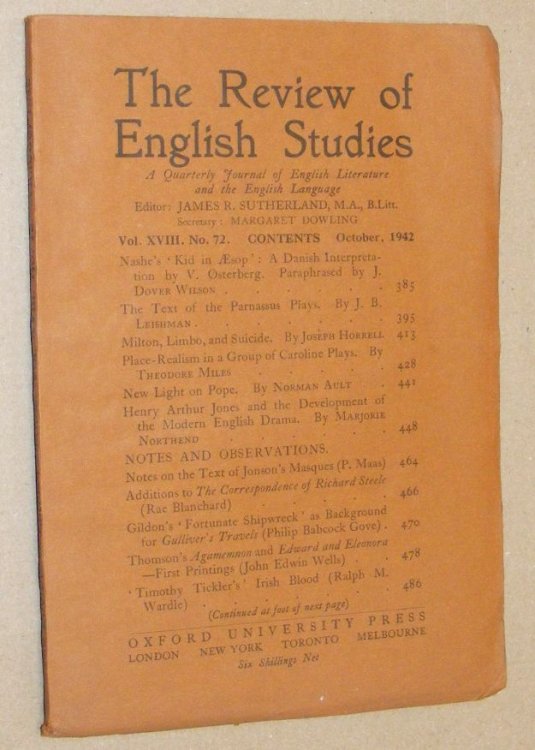 The Review of
English Studies
A Quarterly Journal of English Literature
and the English Language
Editor: JAMES R. SUTHERLAND, M.A., B.Litt.
Secretary: MARGARET DOWLING
Vol. XVIII. No. 72. CONTENTS October, 1942
Nashe's 'Kid in Æsop': A Danish Interpreta-
tion by V. Østerberg. Paraphrased by J.
DOVER WILSON . . . . . . 385
The Text of the Parnassus Plays. By J. B.
LEISHMAN . . . . . . . 395
Milton, Limbo, and Suicide. By JOSEPH HORRELL 413
Place-Realism in a Group of Caroline Plays. By
THEODORE MILES . . . . . 428
New Light on Pope. By NORMAN AULT . 441
Henry Arthur Jones and the Development of
the Modern English Drama. By MARJORIE
NORTHEND . . . . . . 448
NOTES AND OBSERVATIONS.
Notes on the Text of Jonson's Masques (P. Maas) 464
Additions to The Correspondence of Richard Steele
(Rae Blanchard) . . . . . 466
Gildon's 'Fortunate Shipwreck' as Background
for Gulliver's Travels (Philip Babcock Gove) . 470
Thomson's Agamemnon and Edward and Eleonora
—First Printings (John Edwin Wells) . . 478
'Timothy Tickler's' Irish Blood (Ralph M.
Wardle) . . . . . . . 486
(Continued at foot of next page)
OXFORD UNIVERSITY PRESS
LONDON NEW YORK TORONTO MELBOURNE
Six Shillings Net